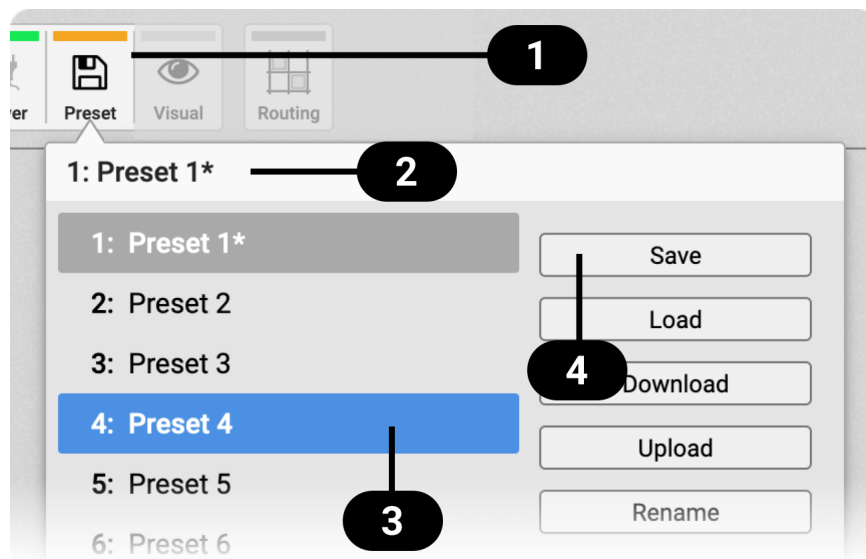 1
er
Preset
Visual
Routing
1: Preset 1*
2
1: Preset 1*
Save
2: Preset 2
Load
3: Preset 3
4
Download
4: Preset 4
Upload
5: Preset 5
3
Rename
6: Preset 6